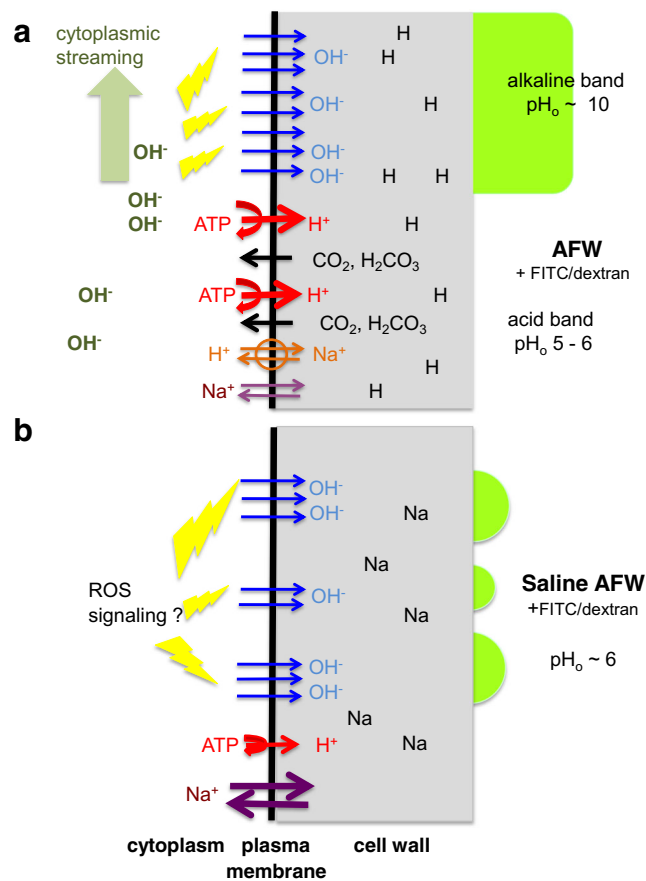 a
cytoplasmic
streaming
OH-
OH-
OH-
OH-
OH-
OH-
OH-
OH-
OH-
ATP
H+
CO2, H2CO3
ATP
H+
CO2, H2CO3
H+
Na+
Na+
H
H
H
H
H
H
H
H
H
alkaline band
pHo ~ 10
AFW
+ FITC/dextran
acid band
pHo 5 - 6
b
ROS
signaling ?
OH-
OH-
OH-
OH-
OH-
ATP
H+
Na+
Na
Na
Na
Na
Na
Saline AFW
+FITC/dextran
pHo ~ 6
cytoplasm
plasma
membrane
cell wall